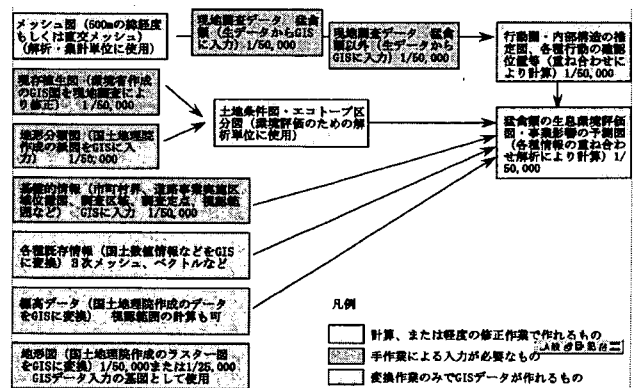 メッシュ図（500mの緯経度
もしくは直交メッシュ）
（解析・集計単位に使用）
現地調査データ 猛禽
類（生データからGIS
に入力）1/50,000
現地調査データ 猛禽
類以外（生データから
GISに入力）1/50,000
行動圏・内部構造の推
定図、各種行動の確認
位置等（重ね合わせに
より計算）1/50,000
現存植生図（環境省作成
のGIS図を現地調査によ
り修正） 1/50,000
地形分類図（国土地理院
作成の紙図をGISに入
力） 1/50,000
土地条件図・エコトープ区
分図（環境評価のための解
析単位に使用）
猛禽類の生息環境評価
図・事業影響の予測図
（各種情報の重ね合わ
せ解析により計算）1/
50,000
基礎的情報（市町村界、道路事業実施区
域位置図、調査区域、調査定点、視認範
囲など） GISに入力 1/50,000
各種既存情報（国土数値情報などをGIS
に変換）3次メッシュ、ベクトルなど
標高データ（国土地理院作成のデータ
をGISに変換） 視認範囲の計算も可
地形図（国土地理院作成のラスター図
をGISに変換）1/50,000または1/25,000
GISデータ入力の基図として使用
凡例
計算、または軽度の修正作業で作れるもの
手作業による入力が必要なもの
変換作業のみでGISデータが作れるもの